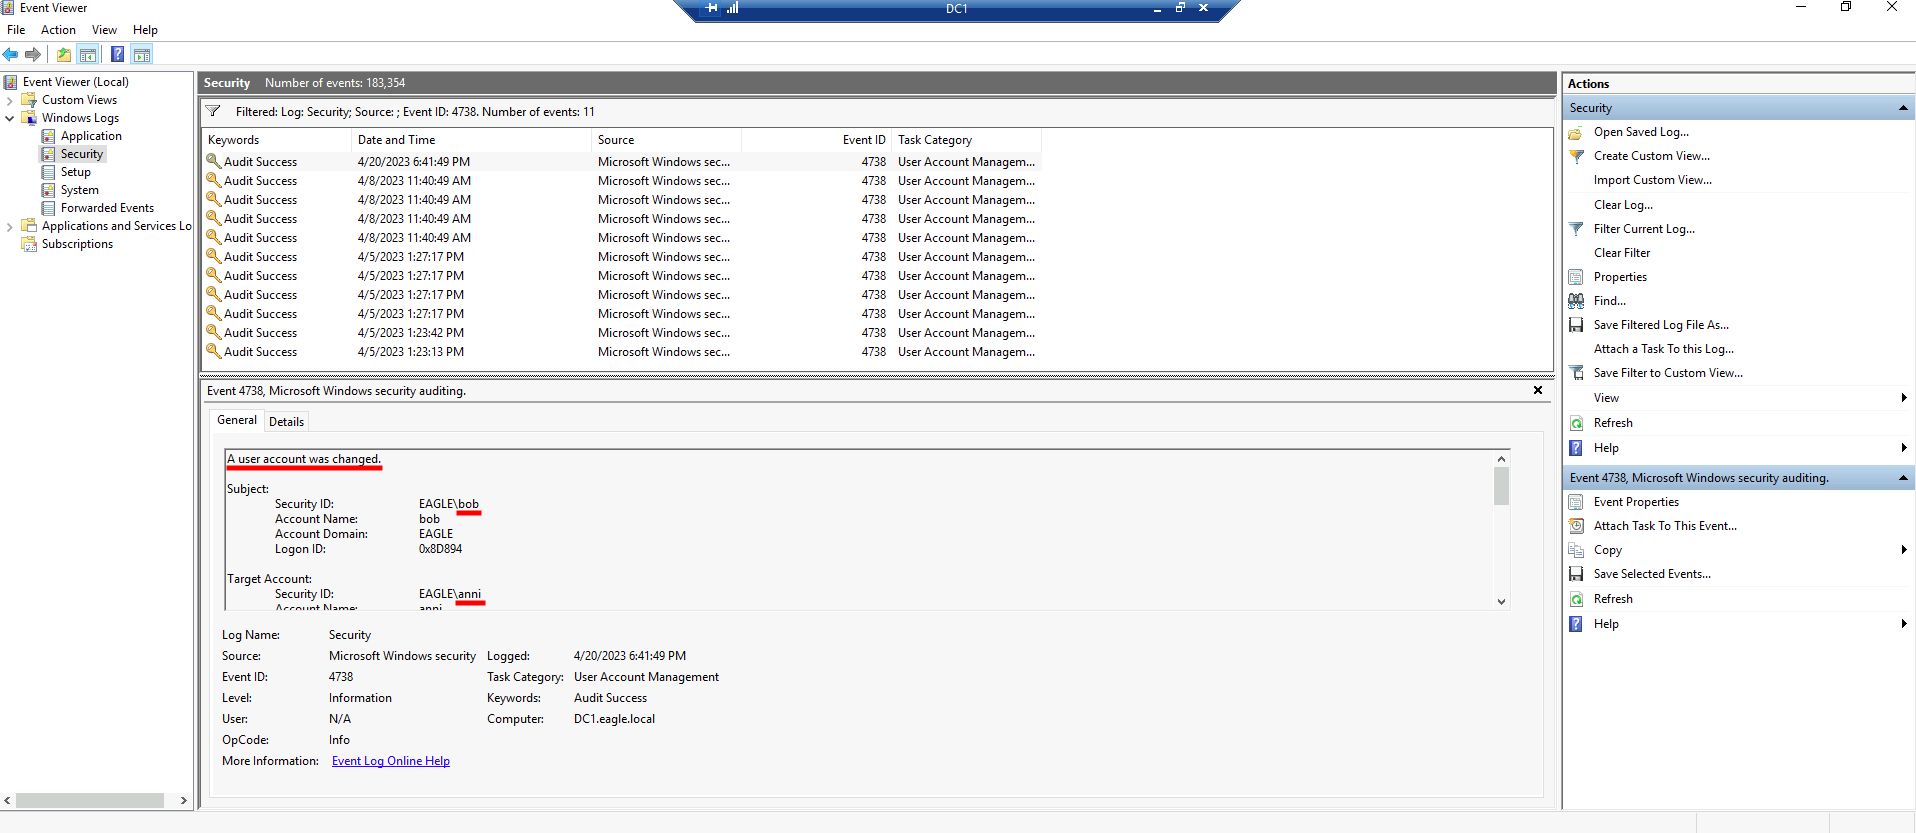 Event Viewer
DC1
File Action View Help
Event Viewer (Local)
Custom Views
Windows Logs
Application
Security
Setup
System
Forwarded Events
Applications and Services Lo
Subscriptions
Security Number of events: 183,354
Filtered: Log: Security; Source: ; Event ID: 4738. Number of events: 11
Keywords Date and Time Source Event ID Task Category
Audit Success 4/20/2023 6:41:49 PM Microsoft Windows sec... 4738 User Account Managem...
Audit Success 4/8/2023 11:40:49 AM Microsoft Windows sec... 4738 User Account Managem...
Audit Success 4/8/2023 11:40:49 AM Microsoft Windows sec... 4738 User Account Managem...
Audit Success 4/8/2023 11:40:49 AM Microsoft Windows sec... 4738 User Account Managem...
Audit Success 4/8/2023 11:40:49 AM Microsoft Windows sec... 4738 User Account Managem...
Audit Success 4/5/2023 1:27:17 PM Microsoft Windows sec... 4738 User Account Managem...
Audit Success 4/5/2023 1:27:17 PM Microsoft Windows sec... 4738 User Account Managem...
Audit Success 4/5/2023 1:27:17 PM Microsoft Windows sec... 4738 User Account Managem...
Audit Success 4/5/2023 1:27:17 PM Microsoft Windows sec... 4738 User Account Managem...
Audit Success 4/5/2023 1:23:42 PM Microsoft Windows sec... 4738 User Account Managem...
Audit Success 4/5/2023 1:23:13 PM Microsoft Windows sec... 4738 User Account Managem...
Event 4738, Microsoft Windows security auditing.
General Details
A user account was changed.
Subject:
Security ID: EAGLE\bob
Account Name: bob
Account Domain: EAGLE
Logon ID: 0x8D894
Target Account:
Security ID: EAGLE\anni
Account Name: anni
Log Name: Security
Source: Microsoft Windows security Logged: 4/20/2023 6:41:49 PM
Event ID: 4738 Task Category: User Account Management
Level: Information Keywords: Audit Success
User: N/A Computer: DC1.eagle.local
OpCode: Info
More Information: Event Log Online Help
Actions
Security
Open Saved Log...
Create Custom View...
Import Custom View...
Clear Log...
Filter Current Log...
Clear Filter
Properties
Find...
Save Filtered Log File As...
Attach a Task To this Log...
Save Filter to Custom View...
View
Refresh
Help
Event 4738, Microsoft Windows security auditing.
Event Properties
Attach Task To This Event...
Copy
Save Selected Events...
Refresh
Help